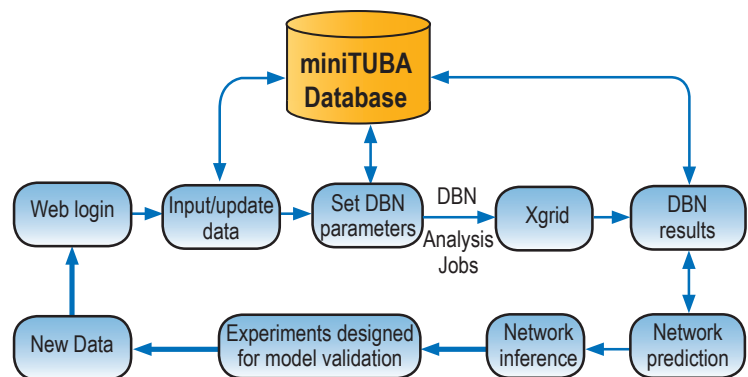 miniTUBA
Database
Web login
Input/update
data
Set DBN
parameters
DBN
Analysis
Jobs
Xgrid
DBN
results
New Data
Experiments designed
for model validation
Network
inference
Network
prediction